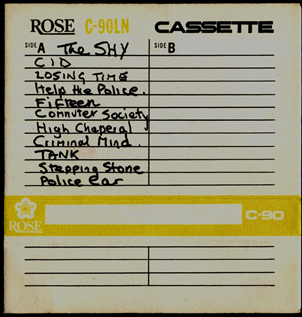 ROSE C-90LN CASSETTE
SIDE A The SHY SIDE B
CID
LOSING TIME
Help the Police.
Fifteen
Commuter Society
High Chaperal
Criminal Mind.
TANK
Stepping Stone
Police Car
ROSE C-90